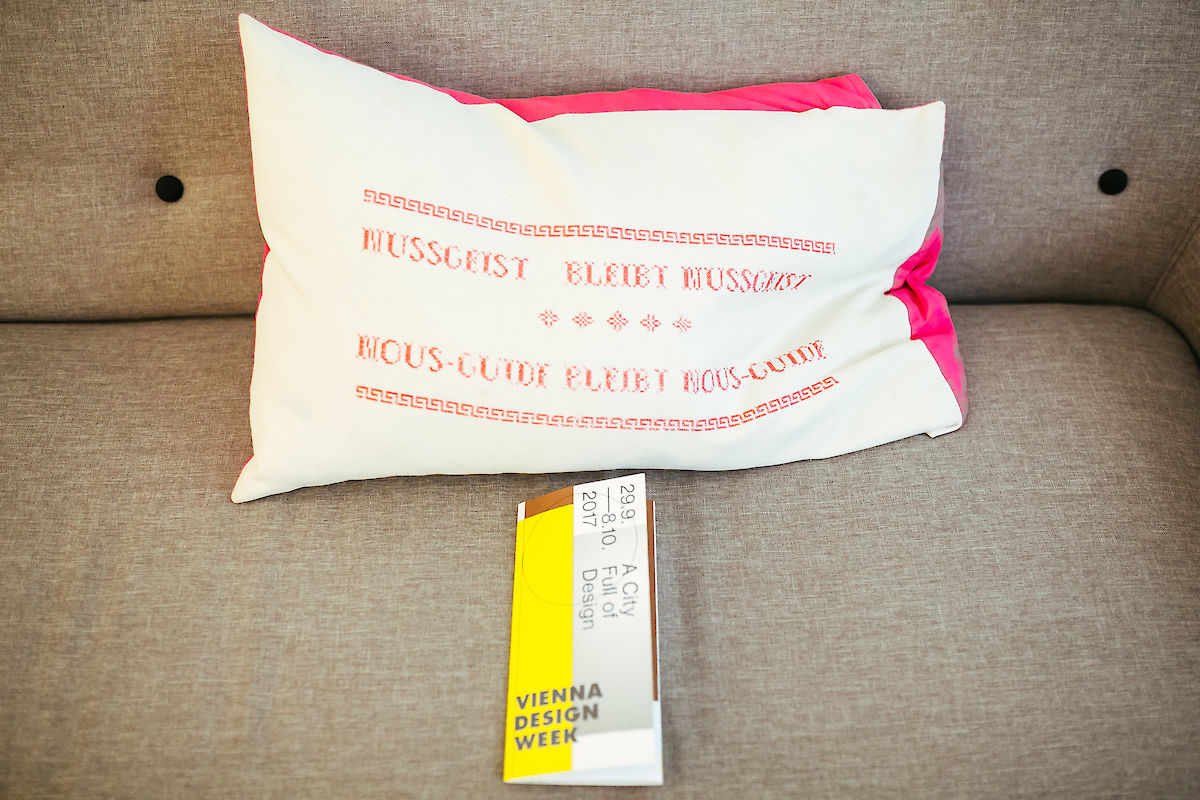 NUSSGEIST BLEIBT NUSSGEIST
NOUS-GUIDE BLEIBT NOUS-GUIDE
29.9.
—8.10.
2017
A City
Full of
Design
VIENNA
DESIGN
WEEK